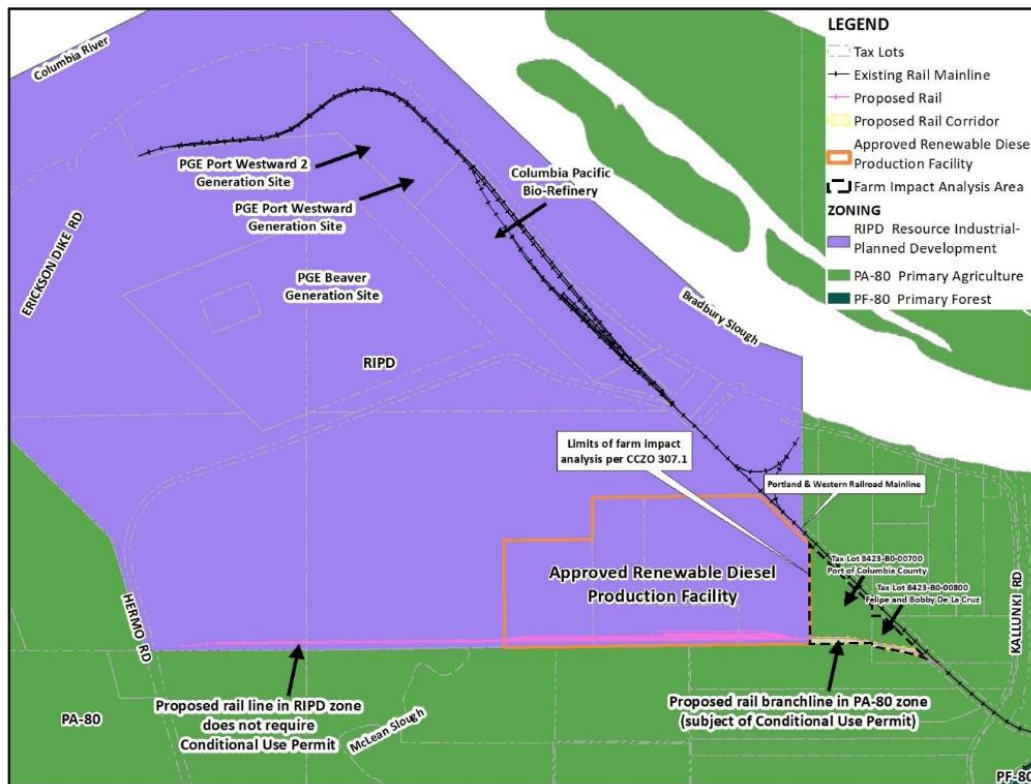 Columbia River
PGE Port Westward 2
Generation Site
PGE Port Westward
Generation Site
Columbia Pacific
Bio-Refinery
ERICKSON DIKE RD
PGE Beaver
Generation Site
Bradbury Slough
RIPD
Limits of farm impact
analysis per CCZO 307.1
Portland & Western Railroad Mainline
Tax Lot 8423-B0-00700
Port of Columbia County
Tax Lot 8423-B0-00800
Felipe and Bobby De La Cruz
Approved Renewable Diesel
Production Facility
HERMO RD
KALLUNKI RD
Proposed rail line in RIPD zone
does not require
Conditional Use Permit
Proposed rail branchline in PA-80 zone
(subject of Conditional Use Permit)
PA-80
McLean Slough
PF-80
LEGEND
Tax Lots
Existing Rail Mainline
Proposed Rail
Proposed Rail Corridor
Approved Renewable Diesel
Production Facility
Farm Impact Analysis Area
ZONING
RIPD Resource Industrial-
Planned Development
PA-80 Primary Agriculture
PF-80 Primary Forest